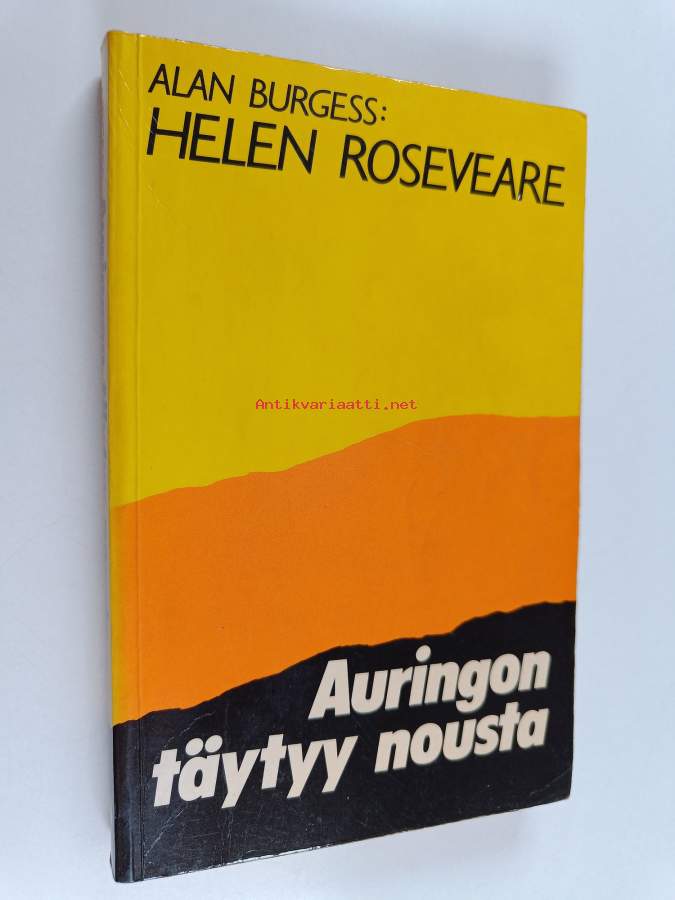 ALAN BURGESS:
HELEN ROSEVEARE
Antikvariaatti.net
Auringon
täytyy nousta